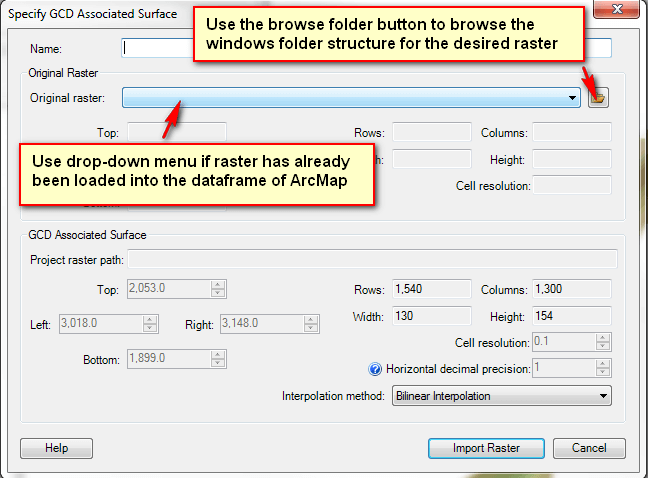 Specify GCD Associated Surface
Use the browse folder button to browse the
windows folder structure for the desired raster
Name:
Original Raster
Original raster:
Top:
Rows:
Columns:
Use drop-down menu if raster has already
been loaded into the dataframe of ArcMap
Height:
Cell resolution:
GCD Associated Surface
Project raster path:
Top: 2,053.0
Rows: 1,540
Columns: 1,300
Left: 3,018.0
Right: 3,148.0
Width: 130
Height: 154
Bottom: 1,899.0
Cell resolution: 0.1
? Horizontal decimal precision: 1
Interpolation method: Bilinear Interpolation
Help
Import Raster
Cancel